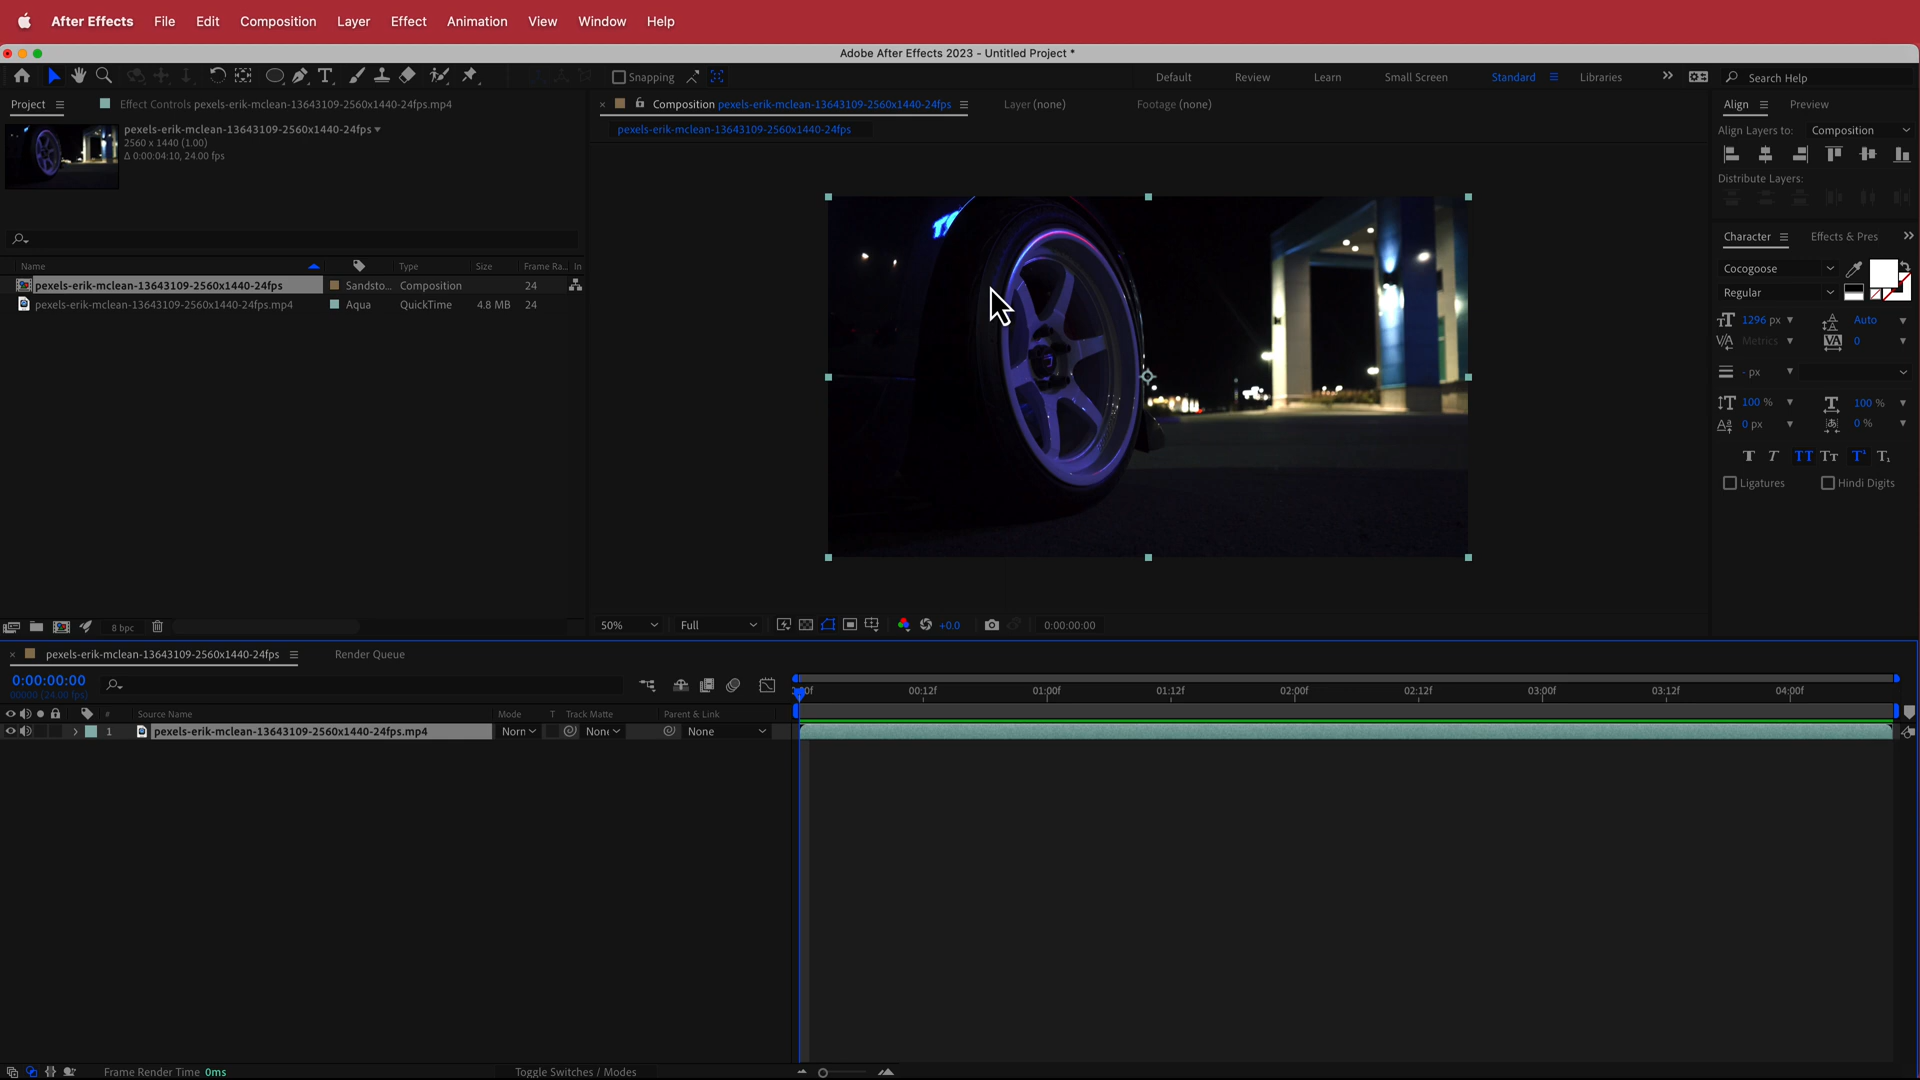 After Effects File Edit Composition Layer Effect Animation View Window Help
Adobe After Effects 2023 - Untitled Project *
Snapping
Default Review Learn Small Screen Standard Libraries
Search Help
Project
Effect Controls pexels-erik-mclean-13643109-2560x1440-24fps.mp4
pexels-erik-mclean-13643109-2560x1440-24fps
2560 x 1440 (1.00)
Δ 0:00:04:10, 24.00 fps
Composition pexels-erik-mclean-13643109-2560x1440-24fps
Layer (none)
Footage (none)
pexels-erik-mclean-13643109-2560x1440-24fps
Align Preview
Align Layers to: Composition
Distribute Layers:
Character Effects & Pres
Cocogoose
Regular
1296 px Auto
Metrics 0
- px
100 % 100 %
0 px 0 %
Ligatures Hindi Digits
Name Type Size Frame Ra... In
pexels-erik-mclean-13643109-2560x1440-24fps Sandsto... Composition 24
pexels-erik-mclean-13643109-2560x1440-24fps.mp4 Aqua QuickTime 4.8 MB 24
8 bpc
50% Full +0.0 0:00:00:00
pexels-erik-mclean-13643109-2560x1440-24fps
Render Queue
0:00:00:00
00000 (24.00 fps)
00:12f 01:00f 01:12f 02:00f 02:12f 03:00f 03:12f 04:00f
# Source Name Mode T Track Matte Parent & Link
1 pexels-erik-mclean-13643109-2560x1440-24fps.mp4 None
Frame Render Time 0ms
Toggle Switches / Modes